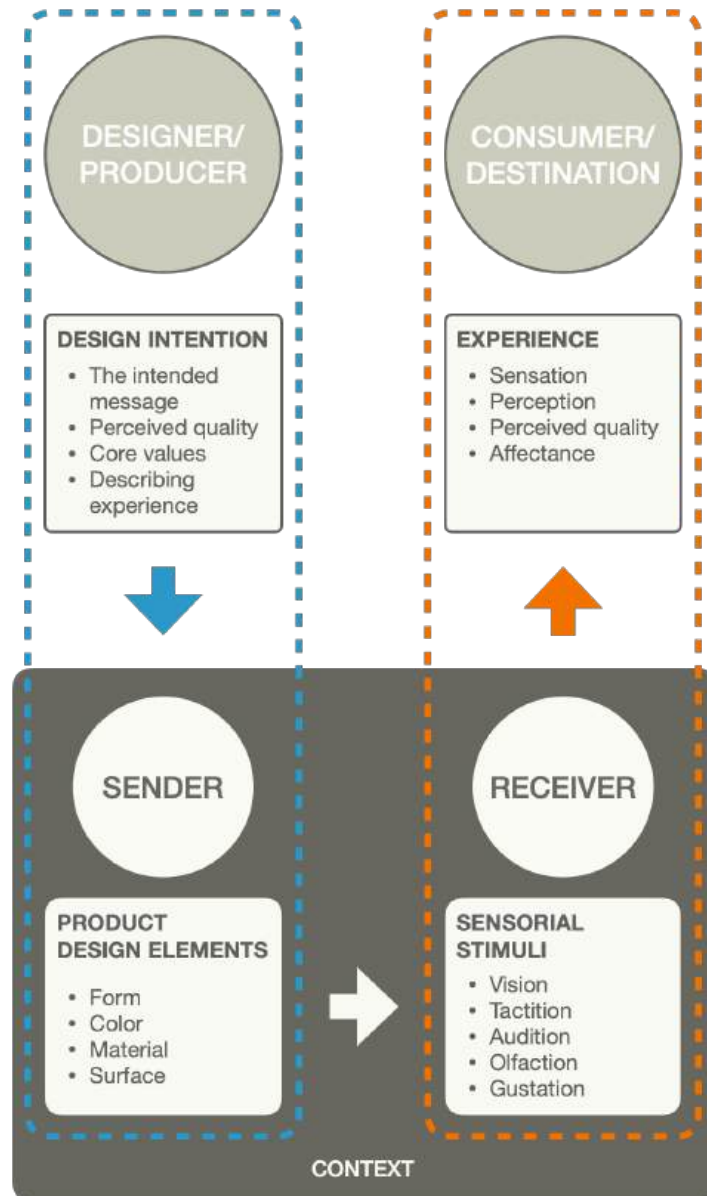 DESIGNER/
PRODUCER
DESIGN INTENTION
• The intended
message
• Perceived quality
• Core values
• Describing
experience
SENDER
PRODUCT
DESIGN ELEMENTS
• Form
• Color
• Material
• Surface
CONSUMER/
DESTINATION
EXPERIENCE
• Sensation
• Perception
• Perceived quality
• Affectance
RECEIVER
SENSORIAL
STIMULI
• Vision
• Tactition
• Audition
• Olfaction
• Gustation
CONTEXT